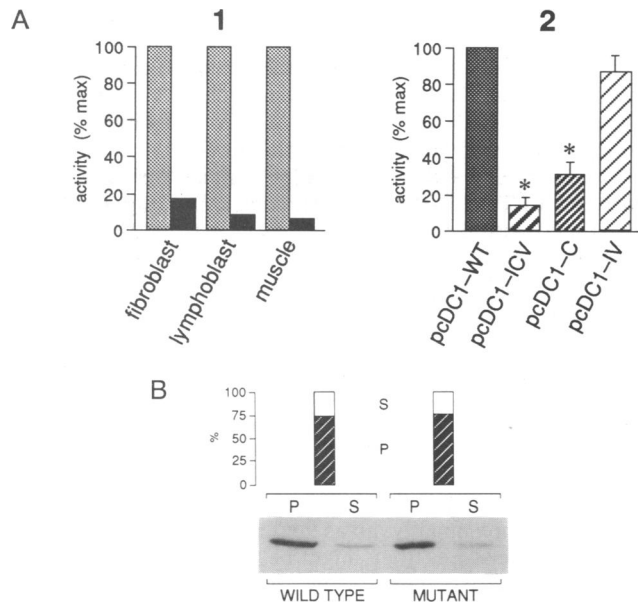 A
1
2
activity (% max)
100
80
60
40
20
0
fibroblast
lymphoblast
muscle
activity (% max)
100
80
60
40
20
0
*
*
pcDC1-WT
pcDC1-ICV
pcDC1-C
pcDC1-IV
B
%
100
75
50
25
0
S
P
P S P S
WILD TYPE MUTANT